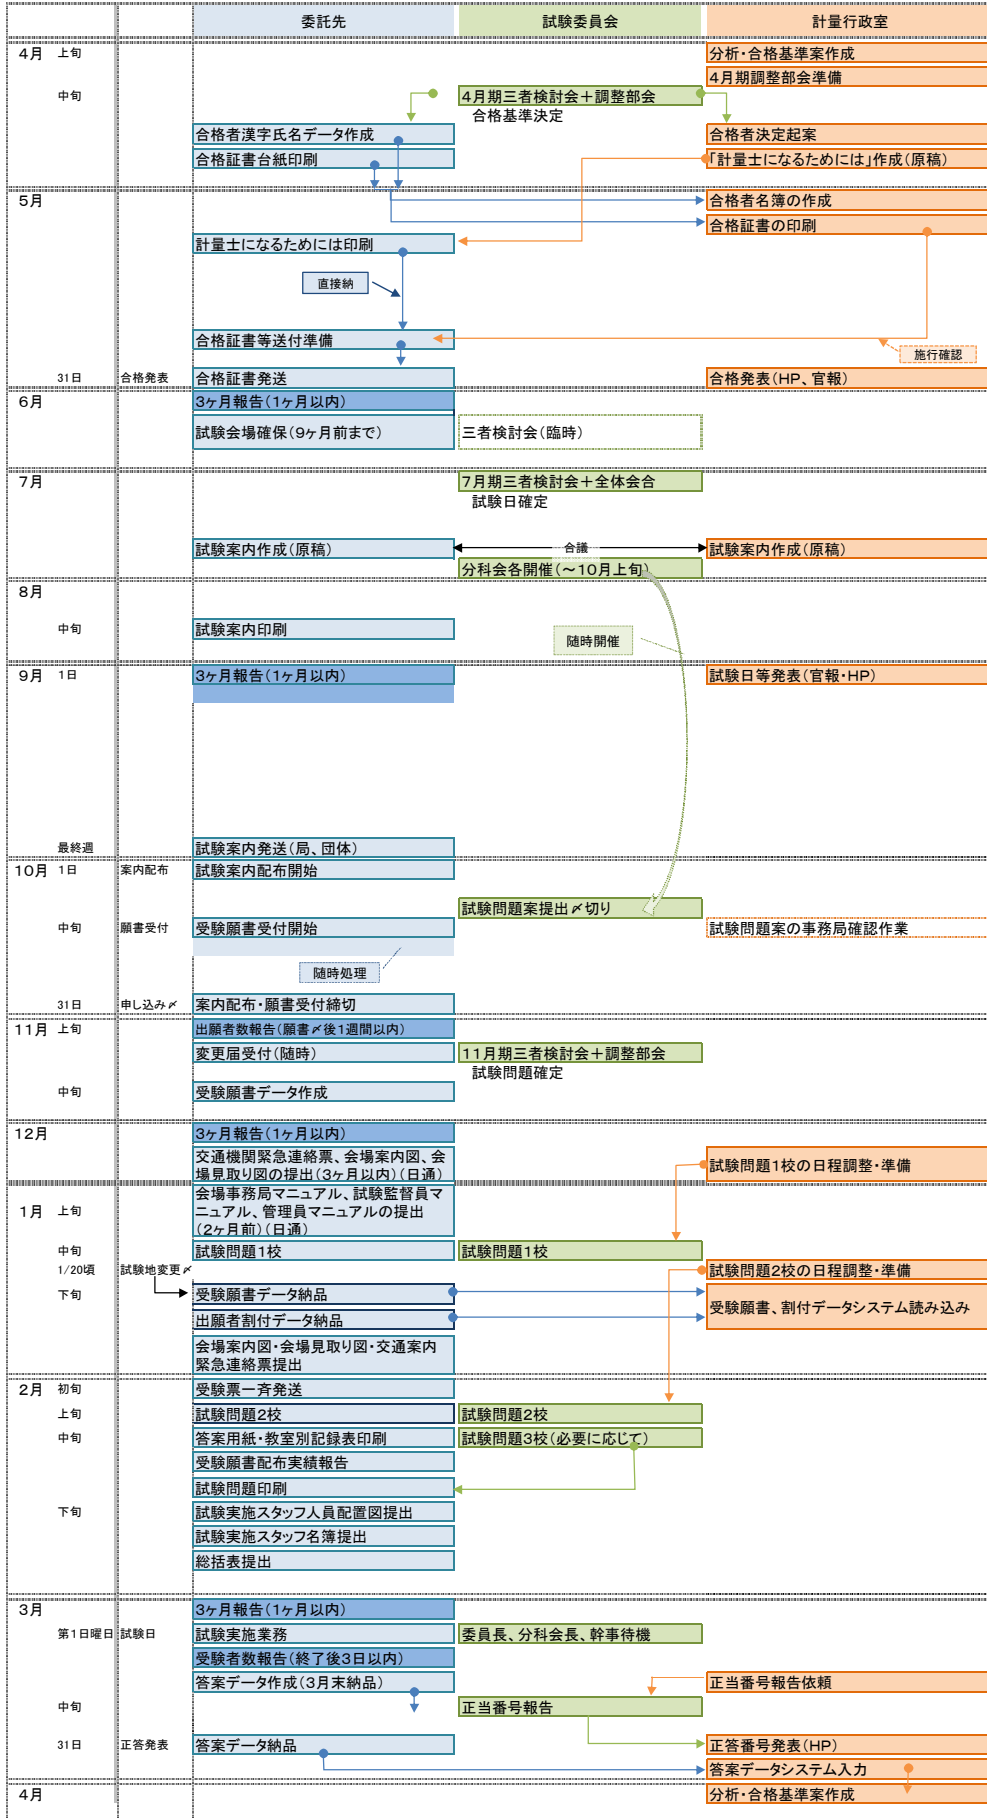 委託先
試験委員会
計量行政室
4月 上旬
分析・合格基準案作成
4月期調整部会準備
中旬
4月期三者検討会+調整部会
合格基準決定
合格者漢字氏名データ作成
合格者決定起案
合格証書台紙印刷
「計量士になるためには」作成(原稿)
5月
合格者名簿の作成
合格証書の印刷
計量士になるためには印刷
直接納
合格証書等送付準備
施行確認
31日 合格発表
合格証書発送
合格発表(HP、官報)
6月
3ヶ月報告(1ヶ月以内)
試験会場確保(9ヶ月前まで)
三者検討会(臨時)
7月
7月期三者検討会+全体会合
試験日確定
試験案内作成(原稿)
合議
試験案内作成(原稿)
分科会各開催(~10月上旬)
8月
中旬
試験案内印刷
随時開催
9月 1日
3ヶ月報告(1ヶ月以内)
試験日等発表(官報・HP)
最終週
試験案内発送(局、団体)
10月 1日 案内配布
試験案内配布開始
試験問題案提出〆切り
中旬 願書受付
受験願書受付開始
試験問題案の事務局確認作業
随時処理
31日 申し込み〆
案内配布・願書受付締切
11月 上旬
出願者数報告(願書〆後1週間以内)
変更届受付(随時)
11月期三者検討会+調整部会
試験問題確定
中旬
受験願書データ作成
12月
3ヶ月報告(1ヶ月以内)
交通機関緊急連絡票、会場案内図、会
場見取り図の提出(3ヶ月以内)(日通)
試験問題1校の日程調整・準備
1月 上旬
会場事務局マニュアル、試験監督員マ
ニュアル、管理員マニュアルの提出
(2ヶ月前)(日通)
中旬
試験問題1校
試験問題1校
1/20頃 試験地変更〆
試験問題2校の日程調整・準備
下旬
受験願書データ納品
受験願書、割付データシステム読み込み
出願者割付データ納品
会場案内図・会場見取り図・交通案内
緊急連絡票提出
2月 初旬
受験票一斉発送
上旬
試験問題2校
試験問題2校
中旬
答案用紙・教室別記録表印刷
試験問題3校(必要に応じて)
受験願書配布実績報告
試験問題印刷
下旬
試験実施スタッフ人員配置図提出
試験実施スタッフ名簿提出
総括表提出
3月
3ヶ月報告(1ヶ月以内)
第1日曜日 試験日
試験実施業務
委員長、分科会長、幹事待機
受験者数報告(終了後3日以内)
答案データ作成(3月末納品)
正当番号報告依頼
中旬
正当番号報告
31日 正答発表
答案データ納品
正答番号発表(HP)
答案データシステム入力
4月
分析・合格基準案作成